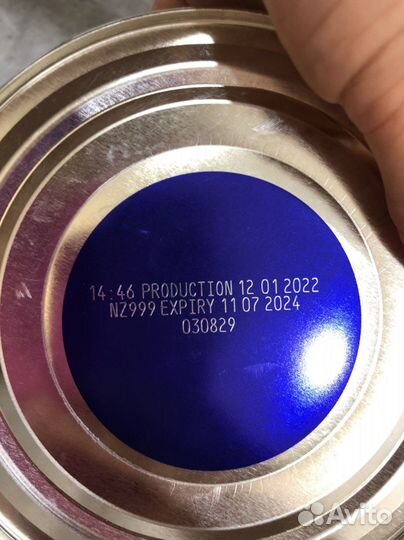 14:46 PRODUCTION 12 01 2022
NZ999 EXPIRY 11 07 2024
030829
Avito